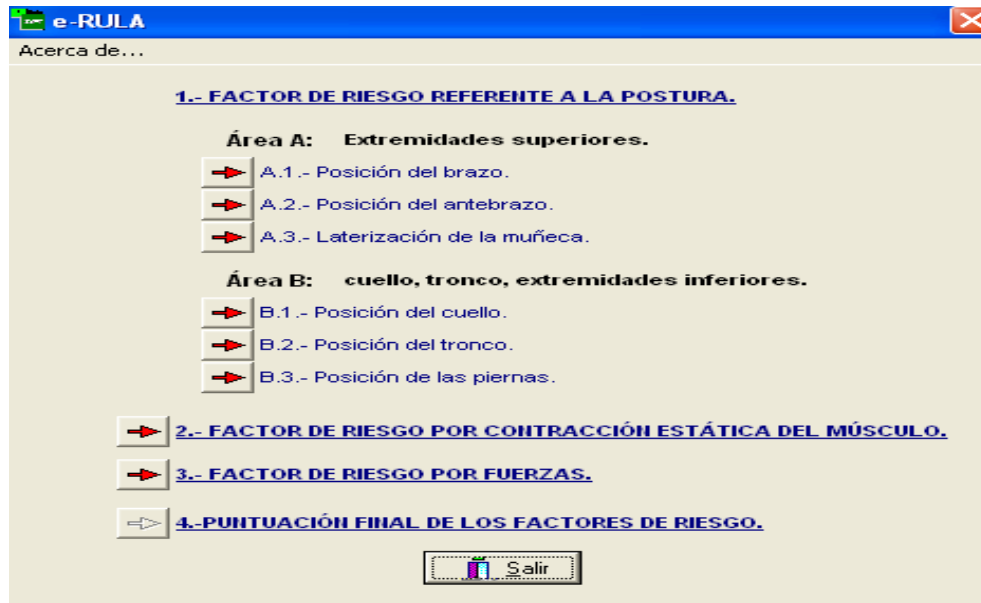 e-RULA
Acerca de...
1.- FACTOR DE RIESGO REFERENTE A LA POSTURA.
Área A: Extremidades superiores.
A.1.- Posición del brazo.
A.2.- Posición del antebrazo.
A.3.- Laterización de la muñeca.
Área B: cuello, tronco, extremidades inferiores.
B.1.- Posición del cuello.
B.2.- Posición del tronco.
B.3.- Posición de las piernas.
2.- FACTOR DE RIESGO POR CONTRACCIÓN ESTÁTICA DEL MÚSCULO.
3.- FACTOR DE RIESGO POR FUERZAS.
4.-PUNTUACIÓN FINAL DE LOS FACTORES DE RIESGO.
Salir